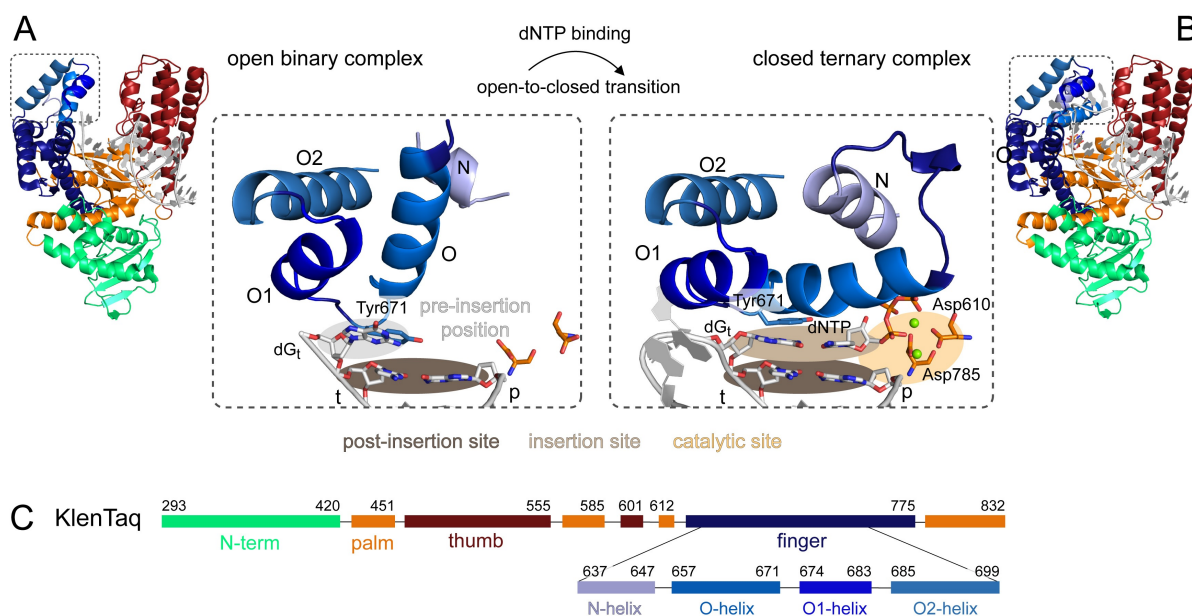 A
B
dNTP binding
open binary complex
closed ternary complex
open-to-closed transition
O2
N
O
O1
Tyr671
pre-insertion
position
dGt
t
p
O2
N
O1
Tyr671
dNTP
Asp610
dGt
Asp785
t
p
O
post-insertion site
insertion site
catalytic site
C
KlenTaq
293 420 451 555 585 601 612 775 832
N-term palm thumb finger
637 647 657 671 674 683 685 699
N-helix O-helix O1-helix O2-helix